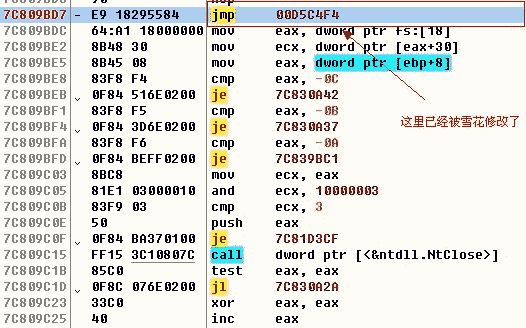 7C809BD7 - E9 18295584 jmp 00D5C4F4
7C809BDC 64:A1 18000000 mov eax, dword ptr fs:[18]
7C809BE2 8B48 30 mov ecx, dword ptr [eax+30]
7C809BE5 8B45 08 mov eax, dword ptr [ebp+8]
7C809BE8 83F8 F4 cmp eax, -0C
7C809BEB 0F84 516E0200 je 7C830A42
7C809BF1 83F8 F5 cmp eax, -0B
7C809BF4 0F84 3D6E0200 je 7C830A37
7C809BFA 83F8 F6 cmp eax, -0A
7C809BFD 0F84 BEFF0200 je 7C839BC1
这里已经被雪花修改了
7C809C03 8BC8 mov ecx, eax
7C809C05 81E1 03000010 and ecx, 10000003
7C809C0B 83F9 03 cmp ecx, 3
7C809C0E 50 push eax
7C809C0F 0F84 BA370100 je 7C81D3CF
7C809C15 FF15 3C10807C call dword ptr [<&ntdll.NtClose>]
7C809C1B 85C0 test eax, eax
7C809C1D 0F8C 076E0200 jl 7C830A2A
7C809C23 33C0 xor eax, eax
7C809C25 40 inc eax